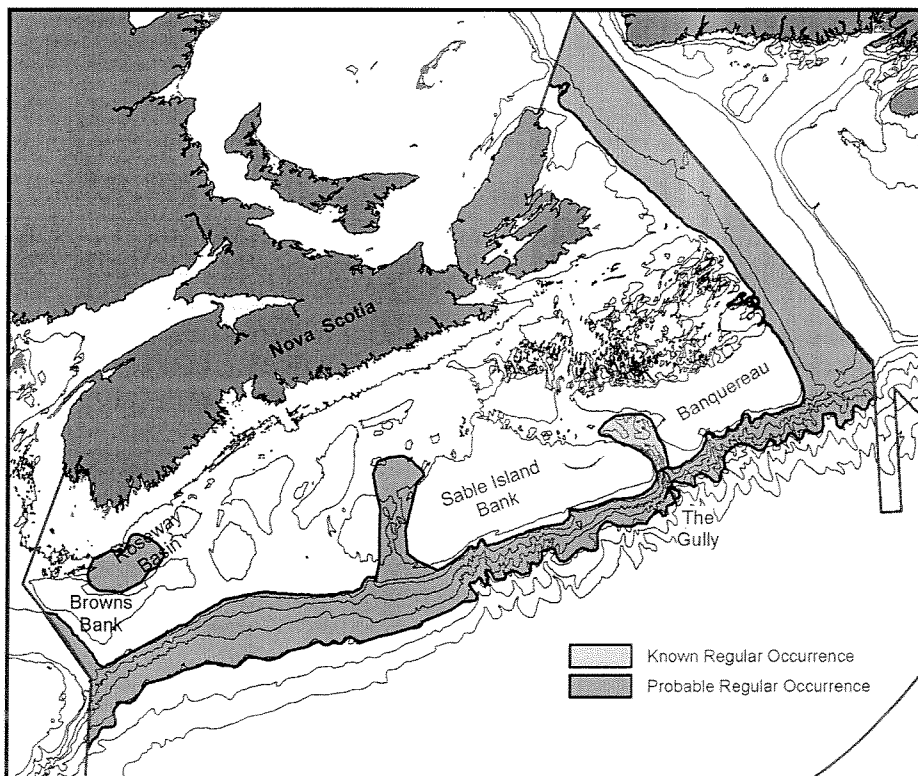 Nova Scotia
Banquereau
Sable Island
Bank
The
Gully
Roseway
Basin
Browns
Bank
Known Regular Occurrence
Probable Regular Occurrence